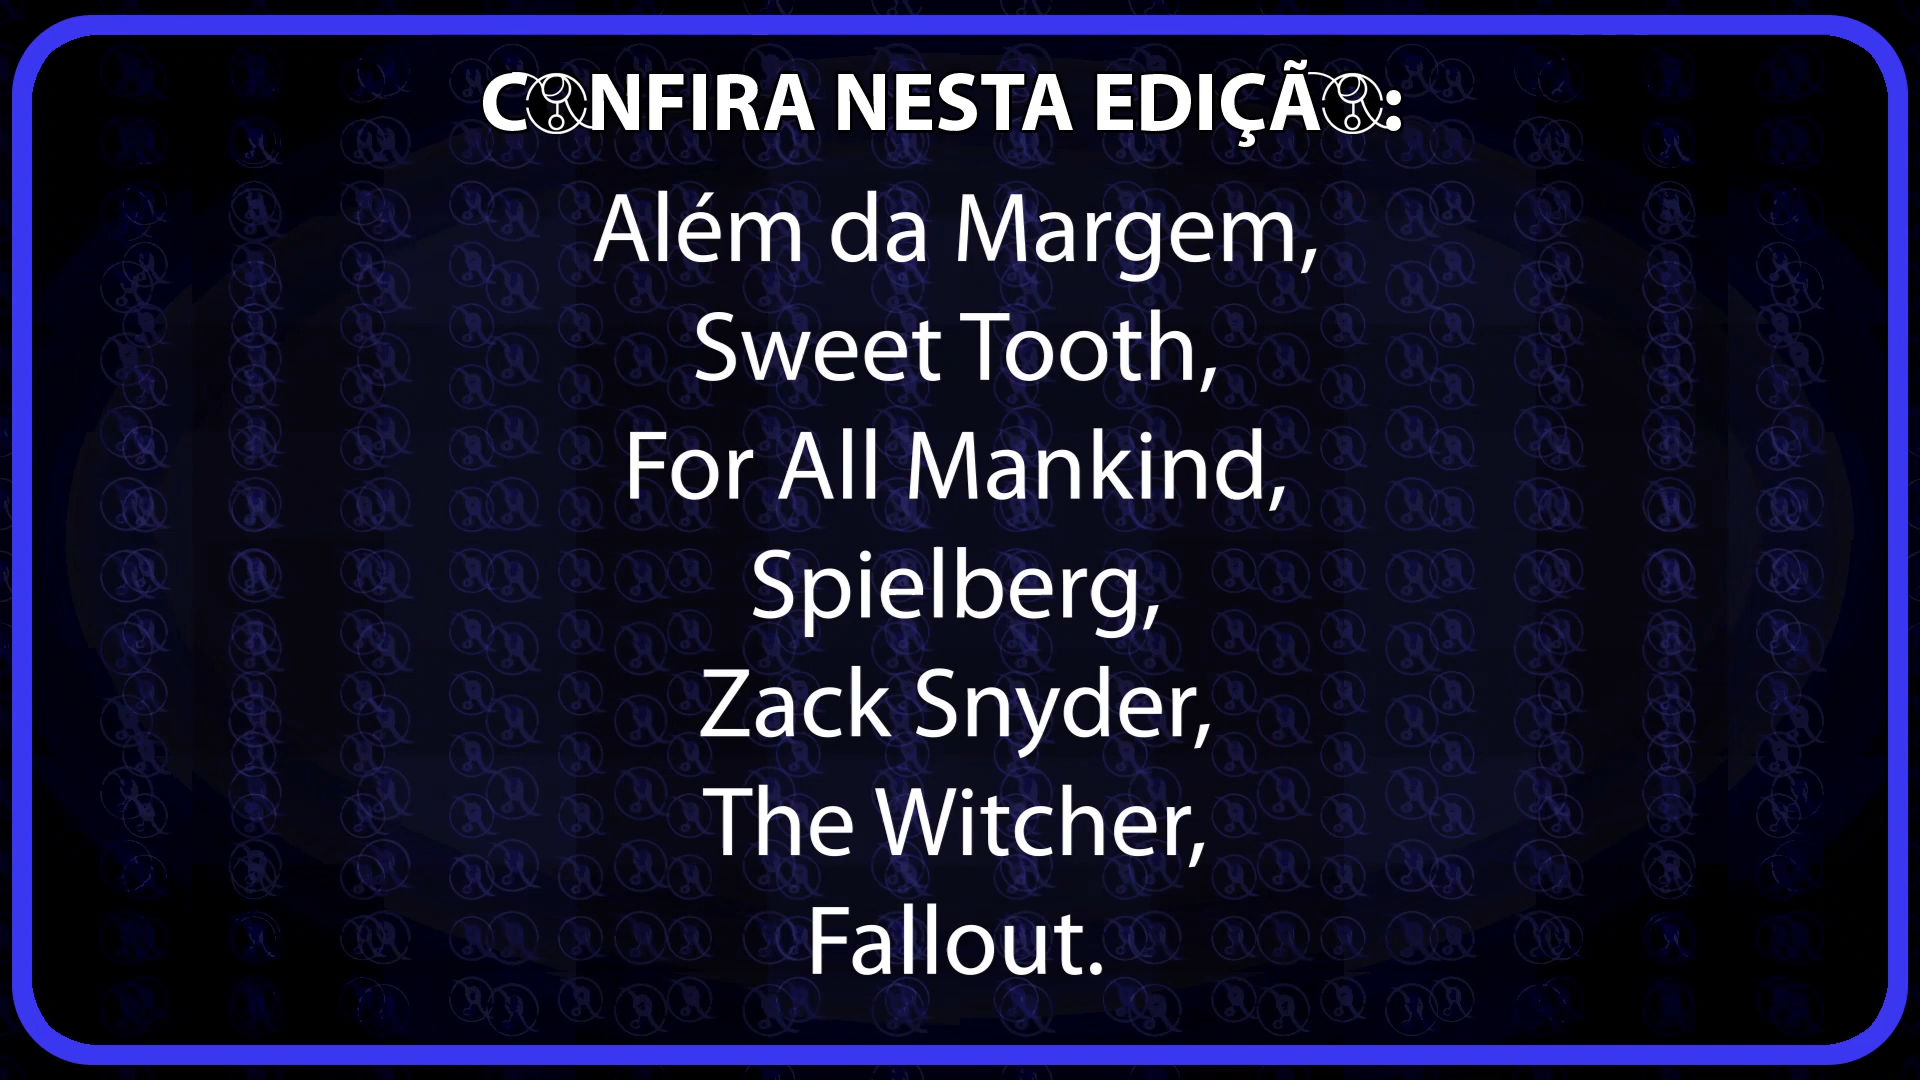 CONFIRA NESTA EDIÇÃO:
Além da Margem,
Sweet Tooth,
For All Mankind,
Spielberg,
Zack Snyder,
The Witcher,
Fallout.